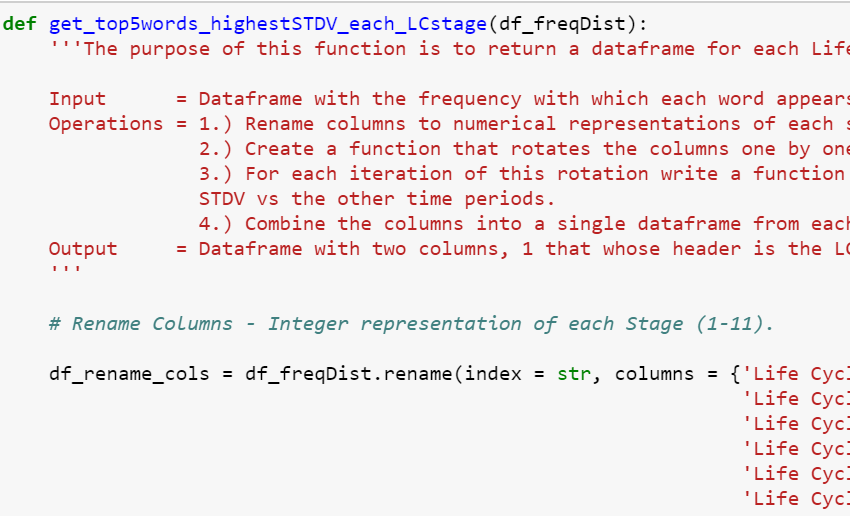 def get_top5words_highestSTDV_each_LCstage(df_freqDist):
'''The purpose of this function is to return a dataframe for each Life
Input      = Dataframe with the frequency with which each word appears
Operations = 1.) Rename columns to numerical representations of each s
2.) Create a function that rotates the columns one by one
3.) For each iteration of this rotation write a function
STDV vs the other time periods.
4.) Combine the columns into a single dataframe from each
Output     = Dataframe with two columns, 1 that whose header is the LC
'''
# Rename Columns - Integer representation of each Stage (1-11).
df_rename_cols = df_freqDist.rename(index = str, columns = {'Life Cycl
'Life Cycl
'Life Cycl
'Life Cycl
'Life Cycl
'Life Cycl